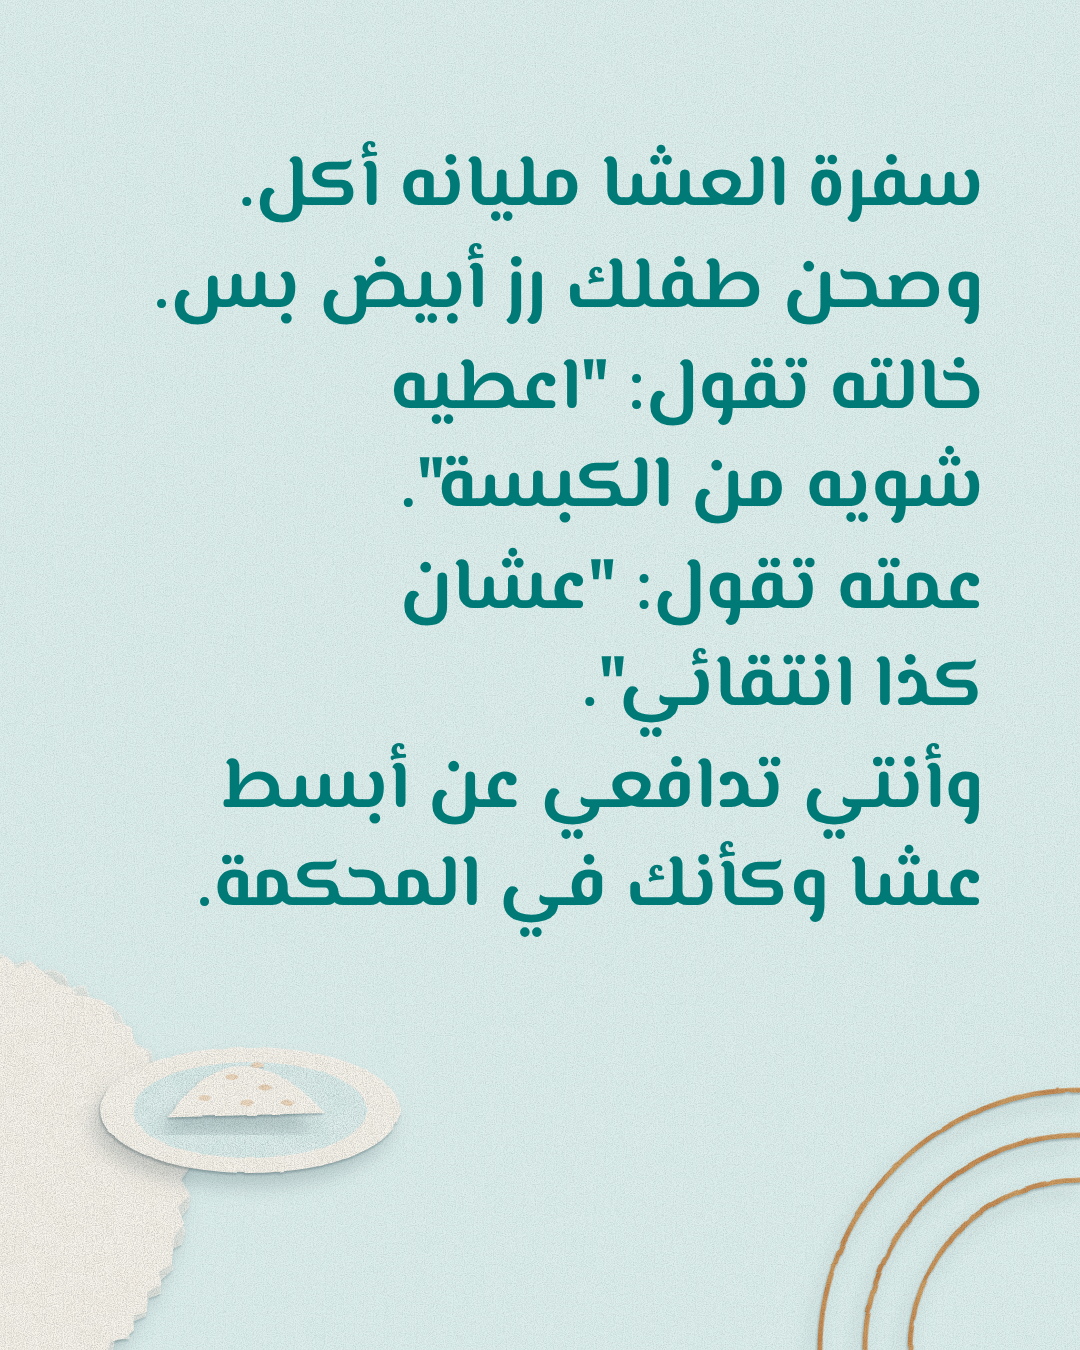 سفرة العشا مليانه أكل.
وصحن طفلك رز أبيض بس.
خالته تقول: "اعطيه
شويه من الكبسة".
عمته تقول: "عشان
كذا انتقائي".
وأنتي تدافعي عن أبسط
عشا وكأنك في المحكمة.